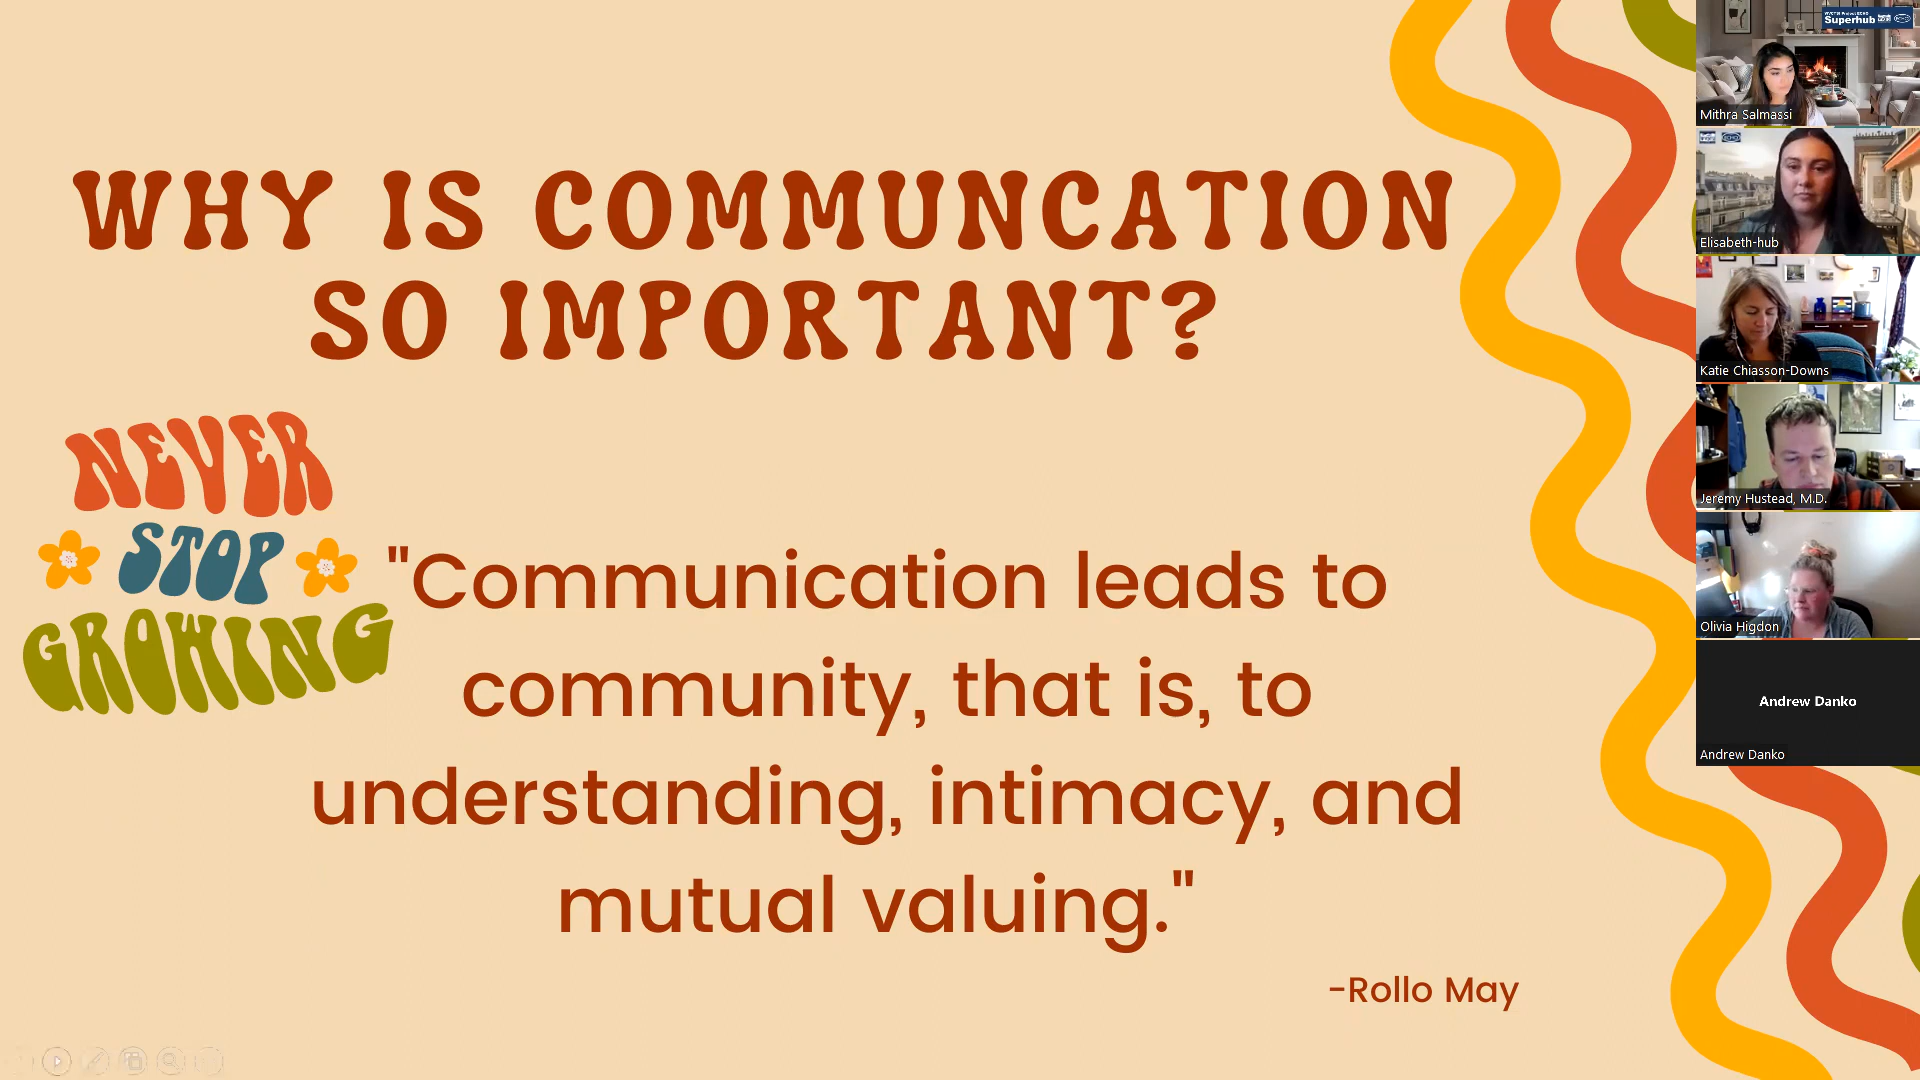 WHY IS COMMUNCATION
SO IMPORTANT?
NEVER
STOP
GROWING
"Communication leads to
community, that is, to
understanding, intimacy, and
mutual valuing."
-Rollo May
Superhub
Mithra Salmassi
Elisabeth-hub
Katie Chiasson-Downs
Jeremy Hustead, M.D.
Olivia Higdon
Andrew Danko
Andrew Danko